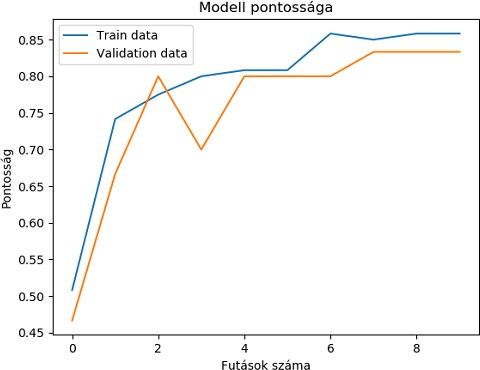 Modell pontossága
Train data
Validation data
Pontosság
0.85
0.80
0.75
0.70
0.65
0.60
0.55
0.50
0.45
0 2 4 6 8
Futások száma